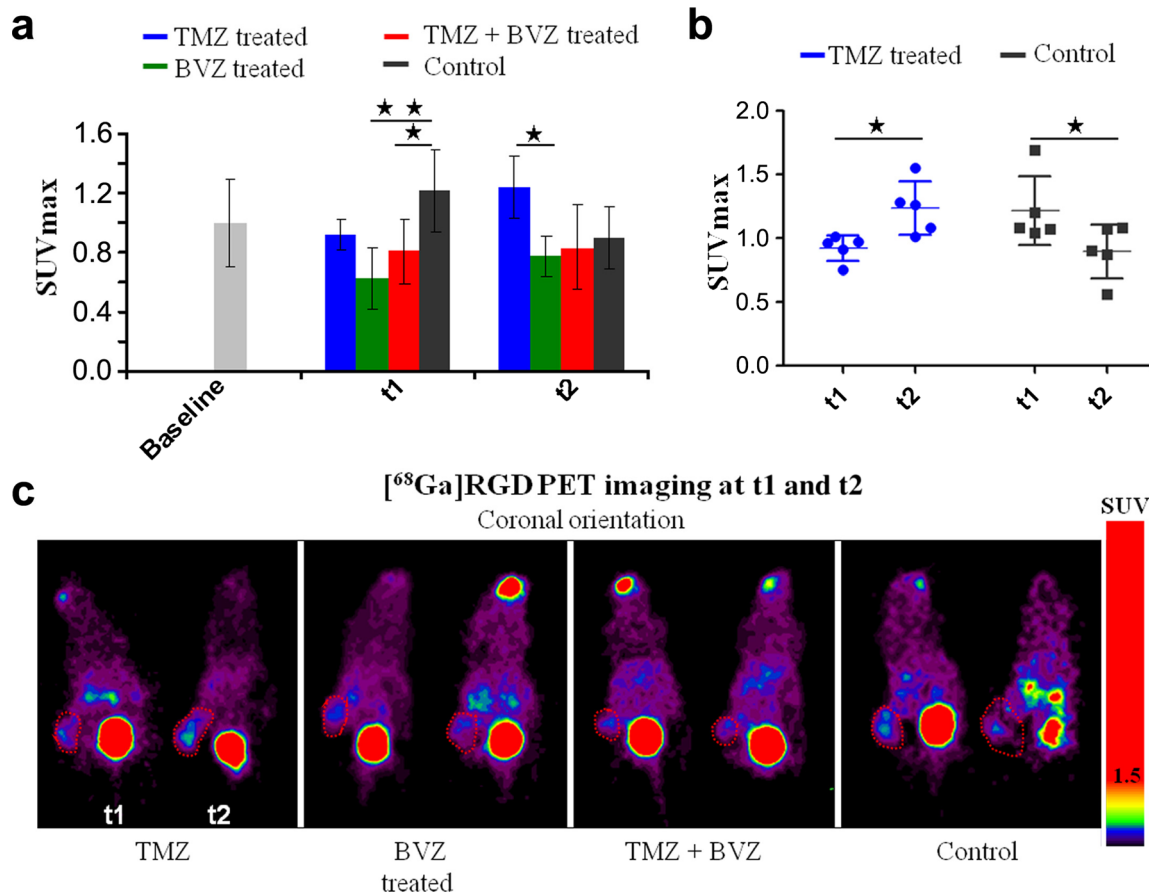 a
TMZ treated
TMZ + BVZ treated
BVZ treated
Control
★ ★
★
★
SUVmax
1.6
1.2
0.8
0.4
0.0
Baseline
t1
t2
b
TMZ treated
Control
★
★
SUVmax
2.0
1.5
1.0
0.5
0.0
t1
t2
t1
t2
c
[⁶⁸Ga]RGD PET imaging at t1 and t2
Coronal orientation
SUV
1.5
t1
t2
TMZ
BVZ
treated
TMZ + BVZ
Control